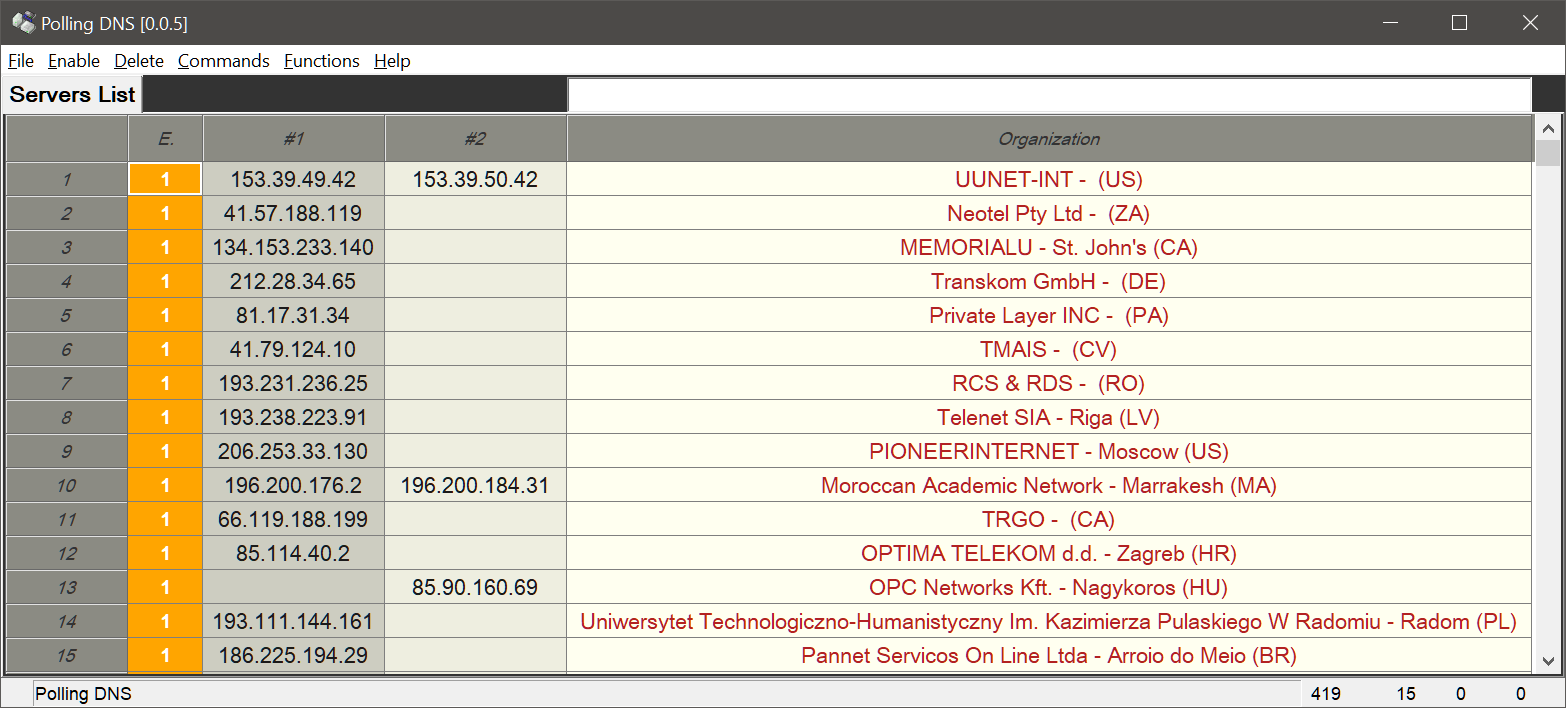 Polling DNS [0.0.5]
File Enable Delete Commands Functions Help
Servers List
E. #1 #2 Organization
1 1 153.39.49.42 153.39.50.42 UUNET-INT -  (US)
2 1 41.57.188.119 Neotel Pty Ltd -  (ZA)
3 1 134.153.233.140 MEMORIALU - St. John's (CA)
4 1 212.28.34.65 Transkom GmbH -  (DE)
5 1 81.17.31.34 Private Layer INC -  (PA)
6 1 41.79.124.10 TMAIS -  (CV)
7 1 193.231.236.25 RCS & RDS -  (RO)
8 1 193.238.223.91 Telenet SIA - Riga (LV)
9 1 206.253.33.130 PIONEERINTERNET - Moscow (US)
10 1 196.200.176.2 196.200.184.31 Moroccan Academic Network - Marrakesh (MA)
11 1 66.119.188.199 TRGO -  (CA)
12 1 85.114.40.2 OPTIMA TELEKOM d.d. - Zagreb (HR)
13 1 85.90.160.69 OPC Networks Kft. - Nagykoros (HU)
14 1 193.111.144.161 Uniwersytet Technologiczno-Humanistyczny Im. Kazimierza Pulaskiego W Radomiu - Radom (PL)
15 1 186.225.194.29 Pannet Servicos On Line Ltda - Arroio do Meio (BR)
Polling DNS 419 15 0 0